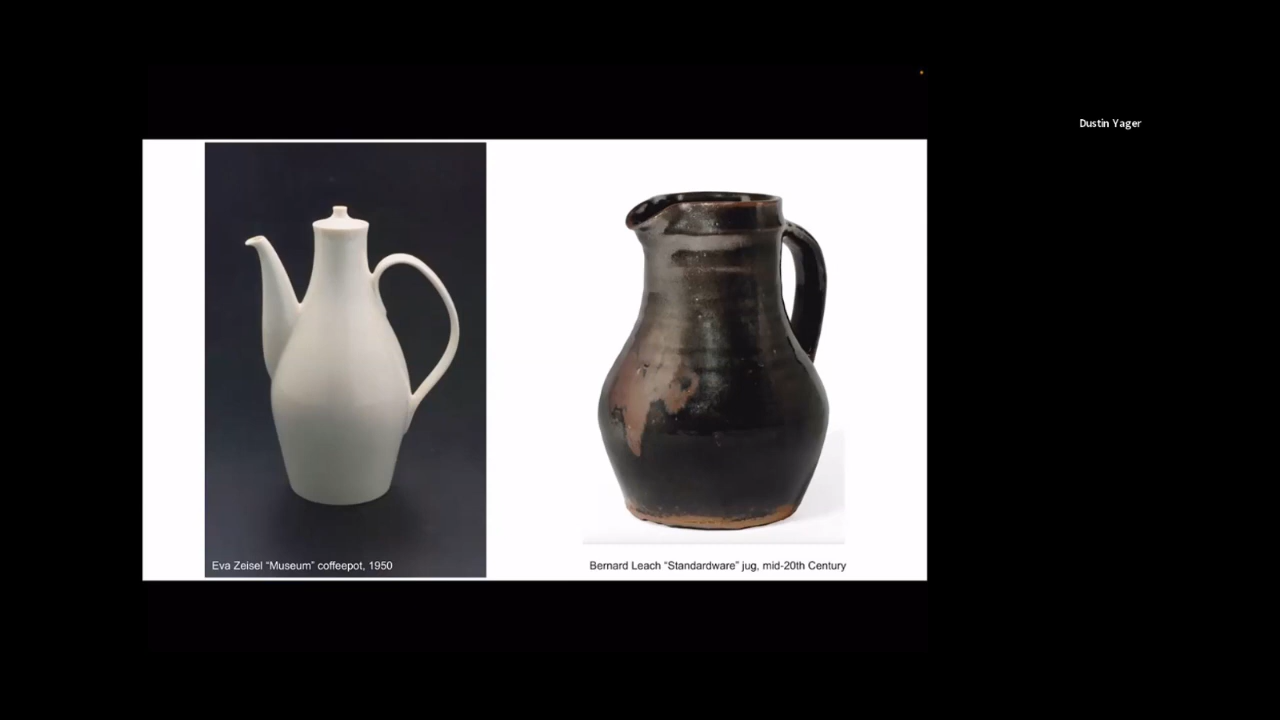 Dustin Yager
Eva Zeisel “Museum” coffeepot, 1950
Bernard Leach “Standardware” jug, mid-20th Century